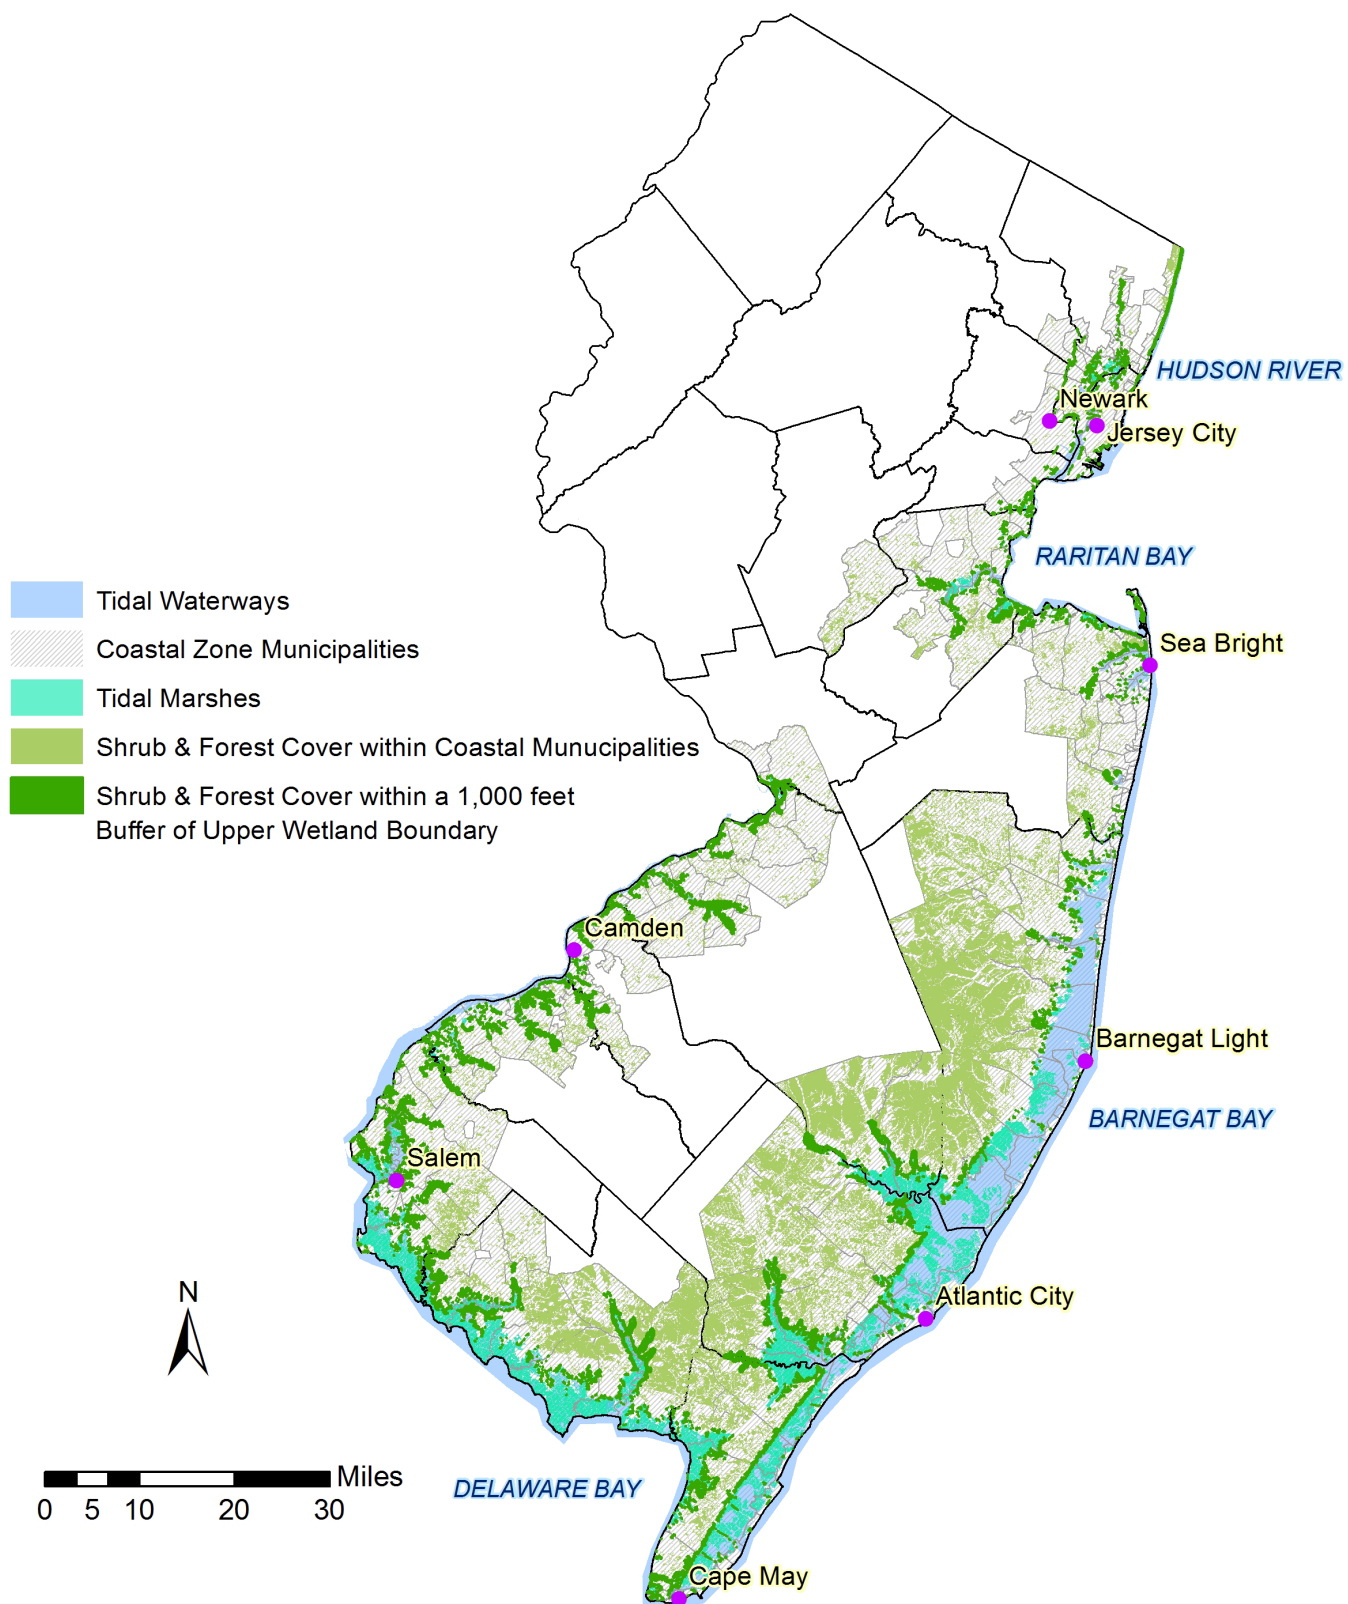 HUDSON RIVER
Newark
Jersey City
RARITAN BAY
Tidal Waterways
Coastal Zone Municipalities
Sea Bright
Tidal Marshes
Shrub & Forest Cover within Coastal Munucipalities
Shrub & Forest Cover within a 1,000 feet
Buffer of Upper Wetland Boundary
Camden
Barnegat Light
BARNEGAT BAY
Salem
N
Atlantic City
Miles
0 5 10 20 30
DELAWARE BAY
Cape May